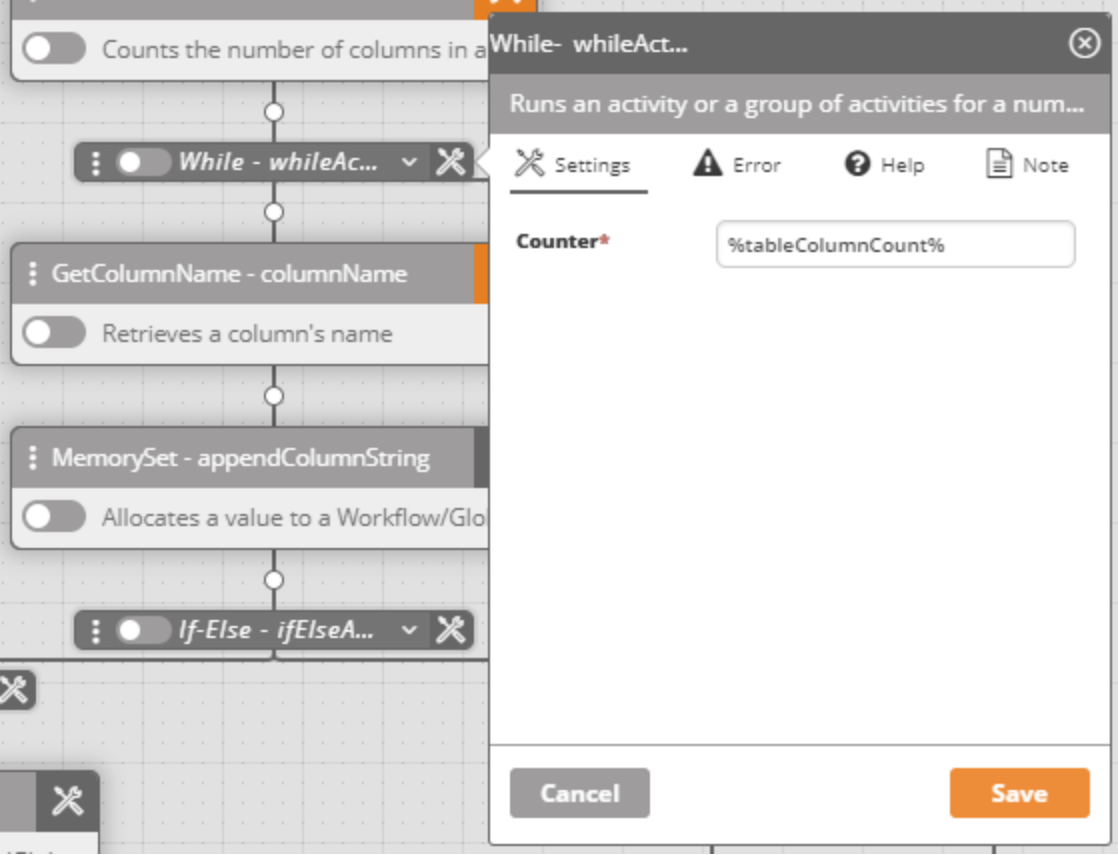 Counts the number of columns in a
While - whileAc...
GetColumnName - columnName
Retrieves a column's name
MemorySet - appendColumnString
Allocates a value to a Workflow/Glo
If-Else - ifElseA...
While- whileAct...
Runs an activity or a group of activities for a num...
Settings
Error
Help
Note
Counter*
%tableColumnCount%
Cancel
Save